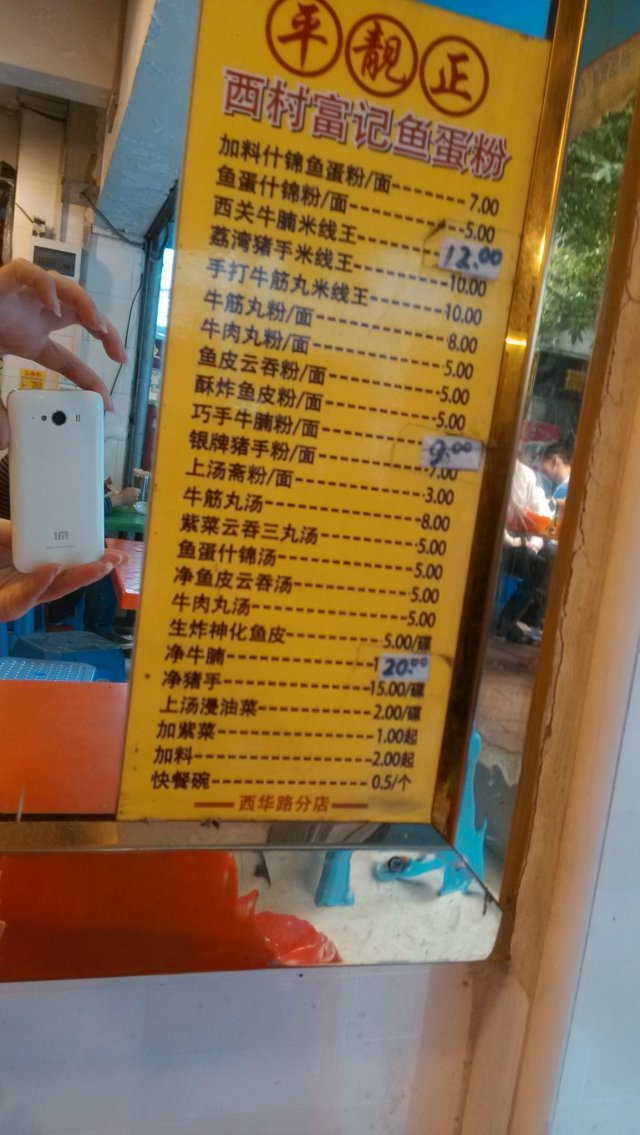 平靓正
西村富记鱼蛋粉
加料什锦鱼蛋粉/面--------7.00
鱼蛋什锦粉/面--------5.00
西关牛腩米线王--------12.00
荔湾猪手米线王--------10.00
手打牛筋丸米线王--------10.00
牛筋丸粉/面--------8.00
牛肉丸粉/面--------5.00
鱼皮云吞粉/面--------5.00
酥炸鱼皮粉/面--------5.00
巧手牛腩粉/面--------9.00
银牌猪手粉/面--------7.00
上汤斋粉/面--------3.00
牛筋丸汤--------8.00
紫菜云吞三丸汤--------5.00
鱼蛋什锦汤--------5.00
净鱼皮云吞汤--------5.00
牛肉丸汤--------5.00
生炸神化鱼皮--------5.00/碟
净牛腩--------20.00
净猪手--------15.00/碟
上汤浸油菜--------2.00/碟
加紫菜--------1.00起
加料--------2.00起
快餐碗--------0.5/个
——西华路分店——